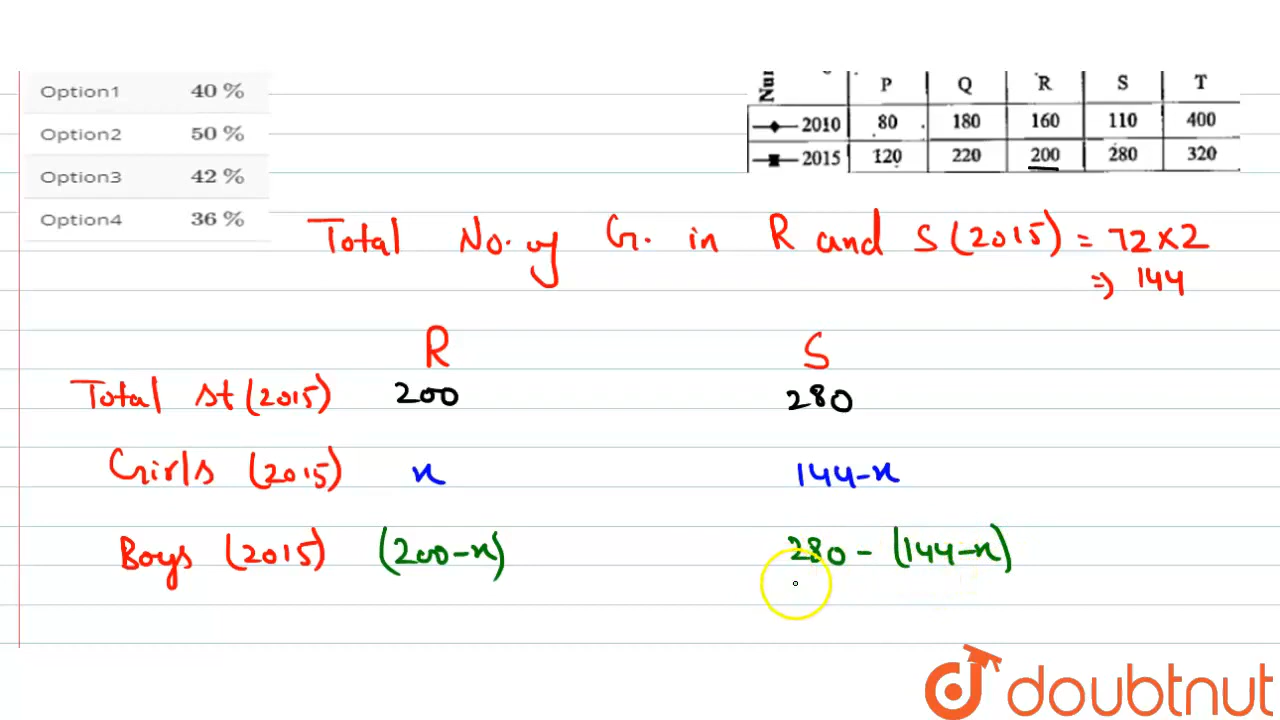 Option1 40 %
Option2 50 %
Option3 42 %
Option4 36 %
P Q R S T
2010 80 180 160 110 400
2015 120 220 200 280 320
Total No. of G. in R and S (2015) = 72 × 2
=> 144
R S
Total st (2015) 200 280
Girls (2015) x 144-x
Boys (2015) (200-x) 280-(144-x)
doubtnut